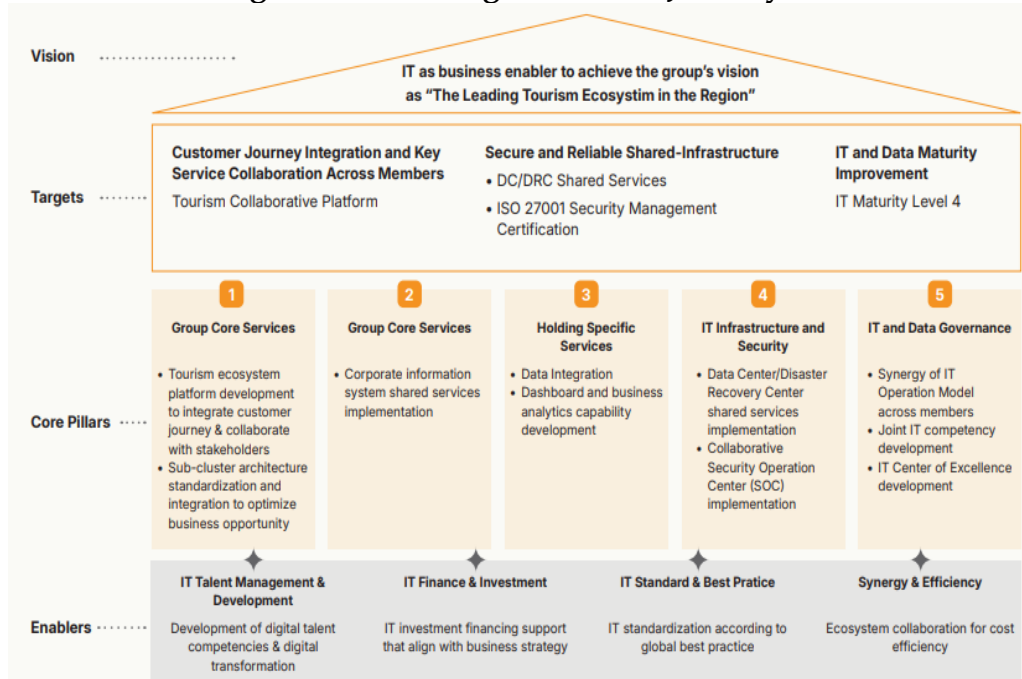 Vision
IT as business enabler to achieve the group's vision
as "The Leading Tourism Ecosystim in the Region"
Targets
Customer Journey Integration and Key
Service Collaboration Across Members
Tourism Collaborative Platform
Secure and Reliable Shared-Infrastructure
• DC/DRC Shared Services
• ISO 27001 Security Management
Certification
IT and Data Maturity
Improvement
IT Maturity Level 4
Core Pillars
1
Group Core Services
• Tourism ecosystem
platform development
to integrate customer
journey & collaborate
with stakeholders
• Sub-cluster architecture
standardization and
integration to optimize
business opportunity
2
Group Core Services
• Corporate information
system shared services
implementation
3
Holding Specific
Services
• Data Integration
• Dashboard and business
analytics capability
development
4
IT Infrastructure and
Security
• Data Center/Disaster
Recovery Center
shared services
implementation
• Collaborative
Security Operation
Center (SOC)
implementation
5
IT and Data Governance
• Synergy of IT
Operation Model
across members
• Joint IT competency
development
• IT Center of Excellence
development
Enablers
IT Talent Management &
Development
Development of digital talent
competencies & digital
transformation
IT Finance & Investment
IT investment financing support
that align with business strategy
IT Standard & Best Pratice
IT standardization according to
global best practice
Synergy & Efficiency
Ecosystem collaboration for cost
efficiency